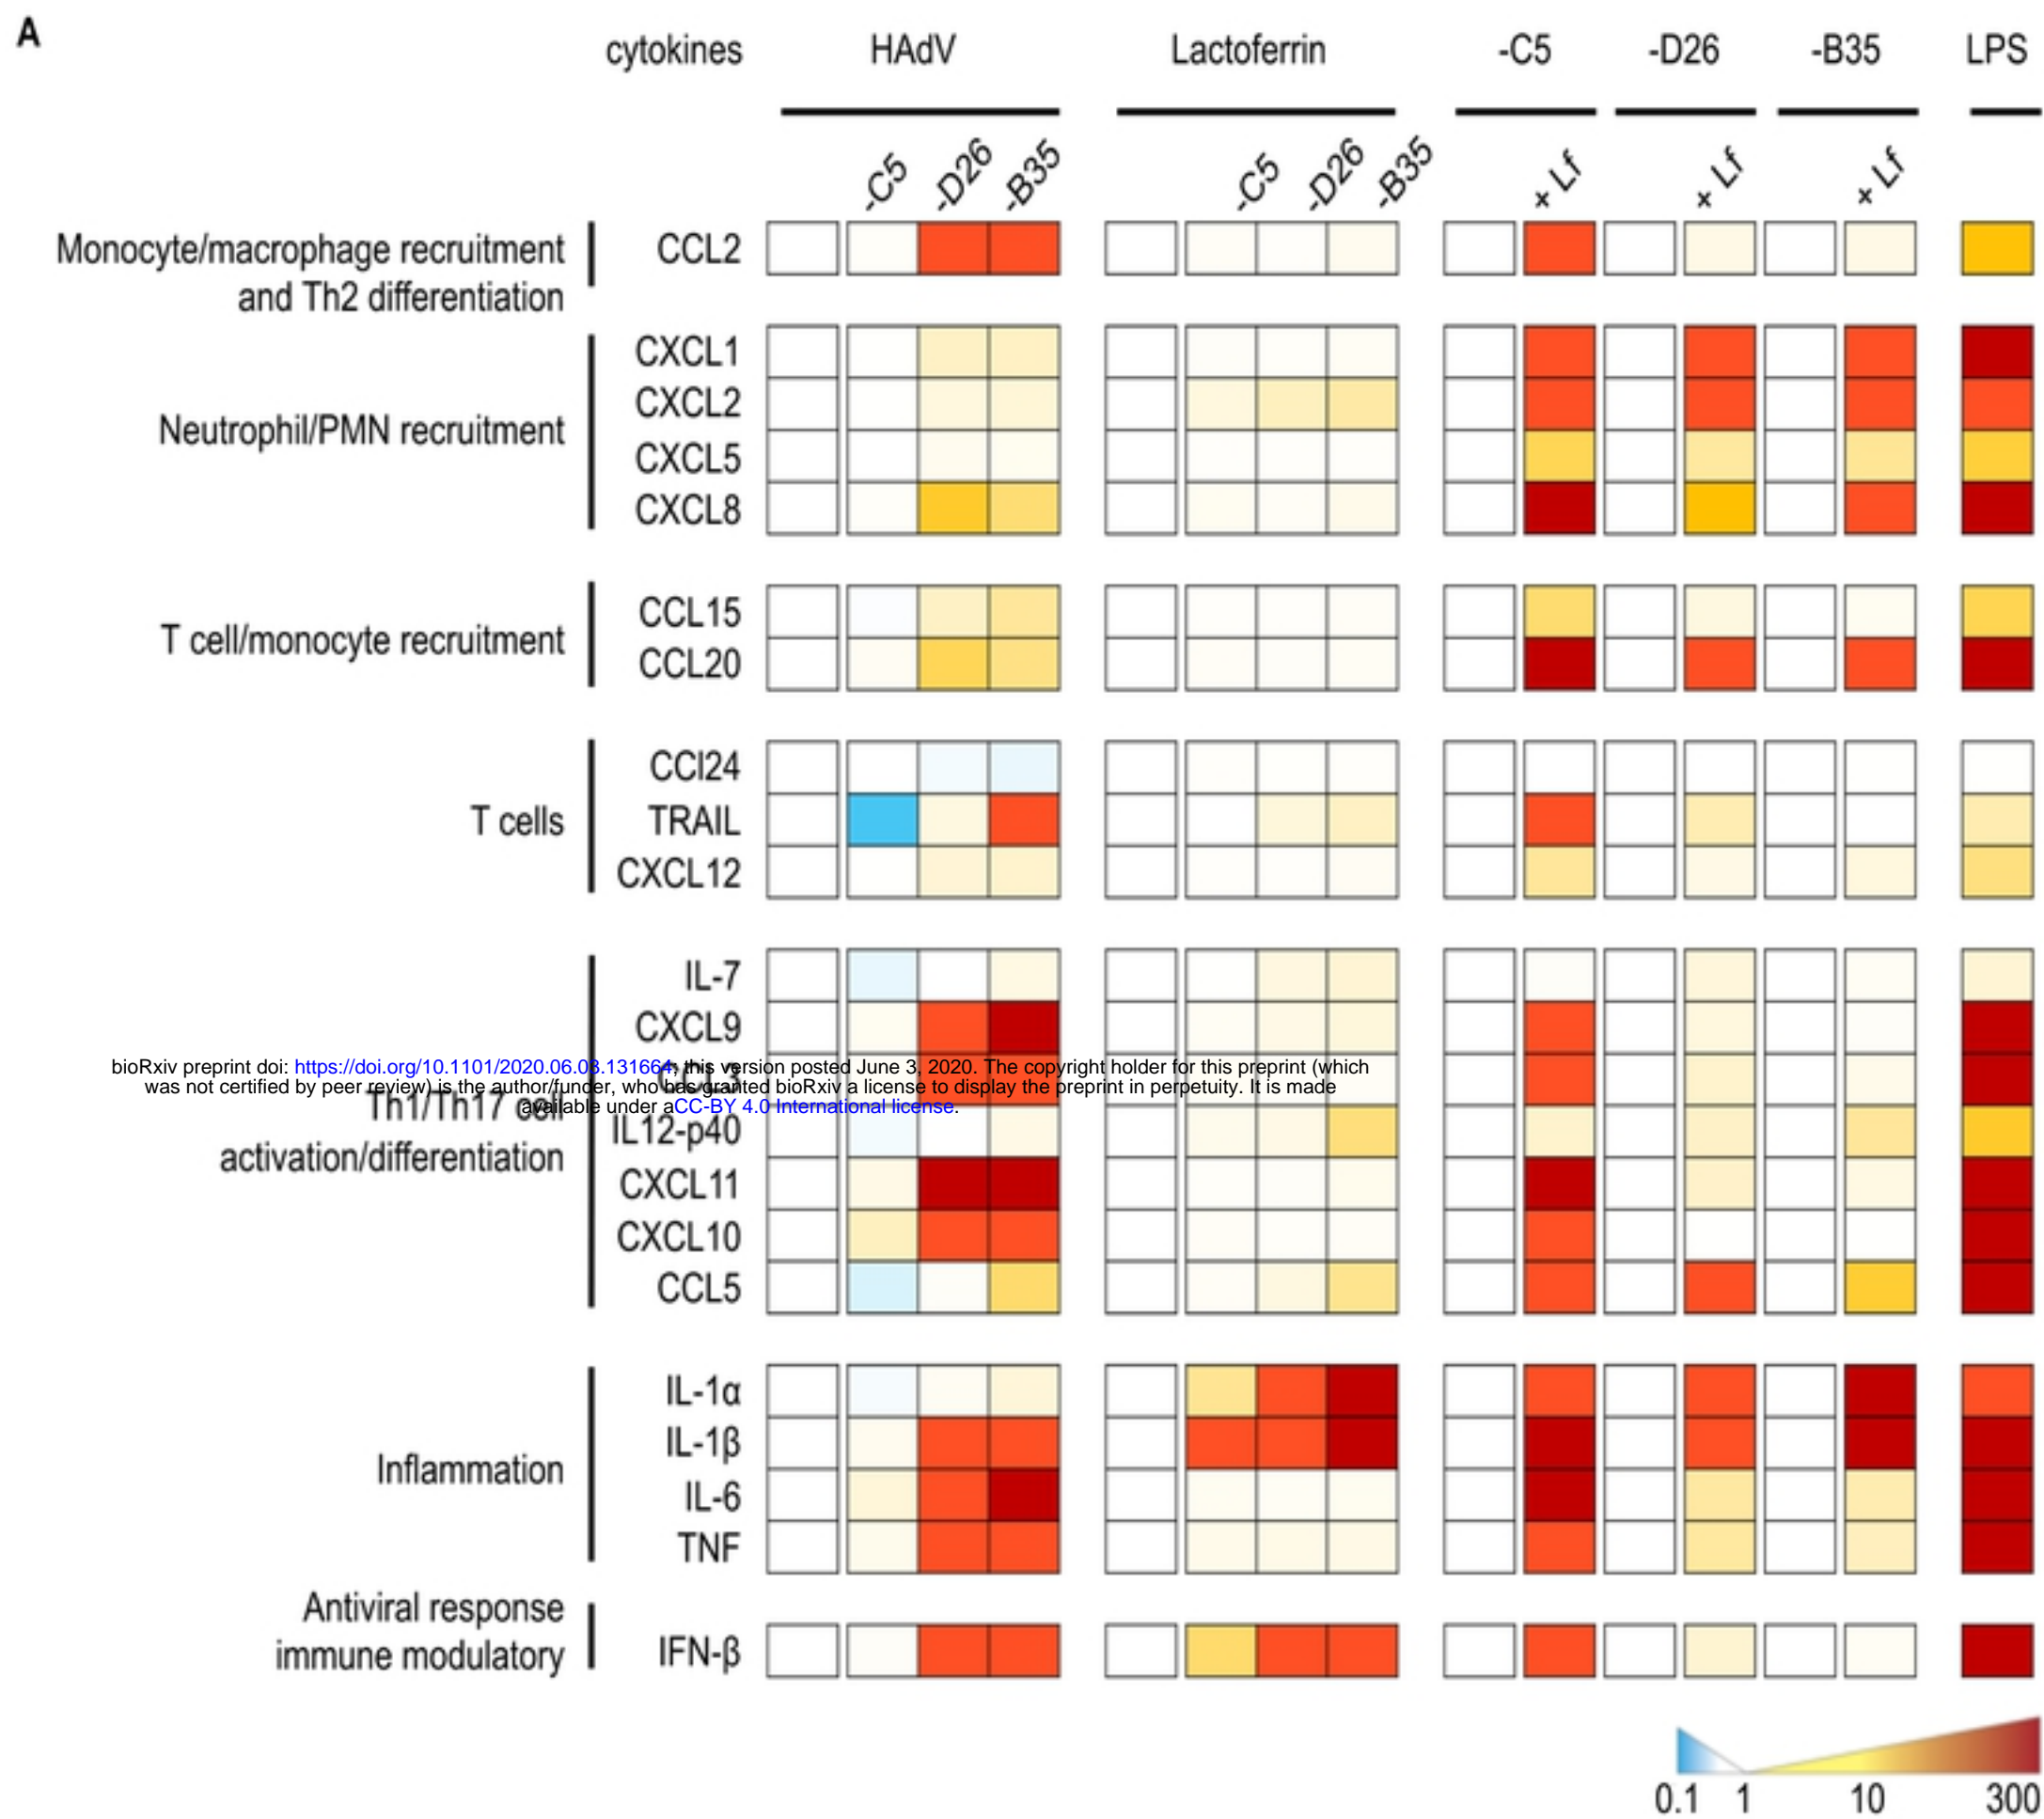 A
cytokines HAdV Lactoferrin -C5 -D26 -B35 LPS
-C5 -D26 -B35 -C5 -D26 -B35 + Lf + Lf + Lf
Monocyte/macrophage recruitment
and Th2 differentiation
CCL2
Neutrophil/PMN recruitment
CXCL1
CXCL2
CXCL5
CXCL8
T cell/monocyte recruitment
CCL15
CCL20
T cells
CCl24
TRAIL
CXCL12
Th1/Th17 cell
activation/differentiation
IL-7
CXCL9
CCL3
IL12-p40
CXCL11
CXCL10
CCL5
bioRxiv preprint doi: https://doi.org/10.1101/2020.06.03.131664; this version posted June 3, 2020. The copyright holder for this preprint (which
was not certified by peer review) is the author/funder, who has granted bioRxiv a license to display the preprint in perpetuity. It is made
available under aCC-BY 4.0 International license.
Inflammation
IL-1α
IL-1β
IL-6
TNF
Antiviral response
immune modulatory
IFN-β
0.1 1 10 300